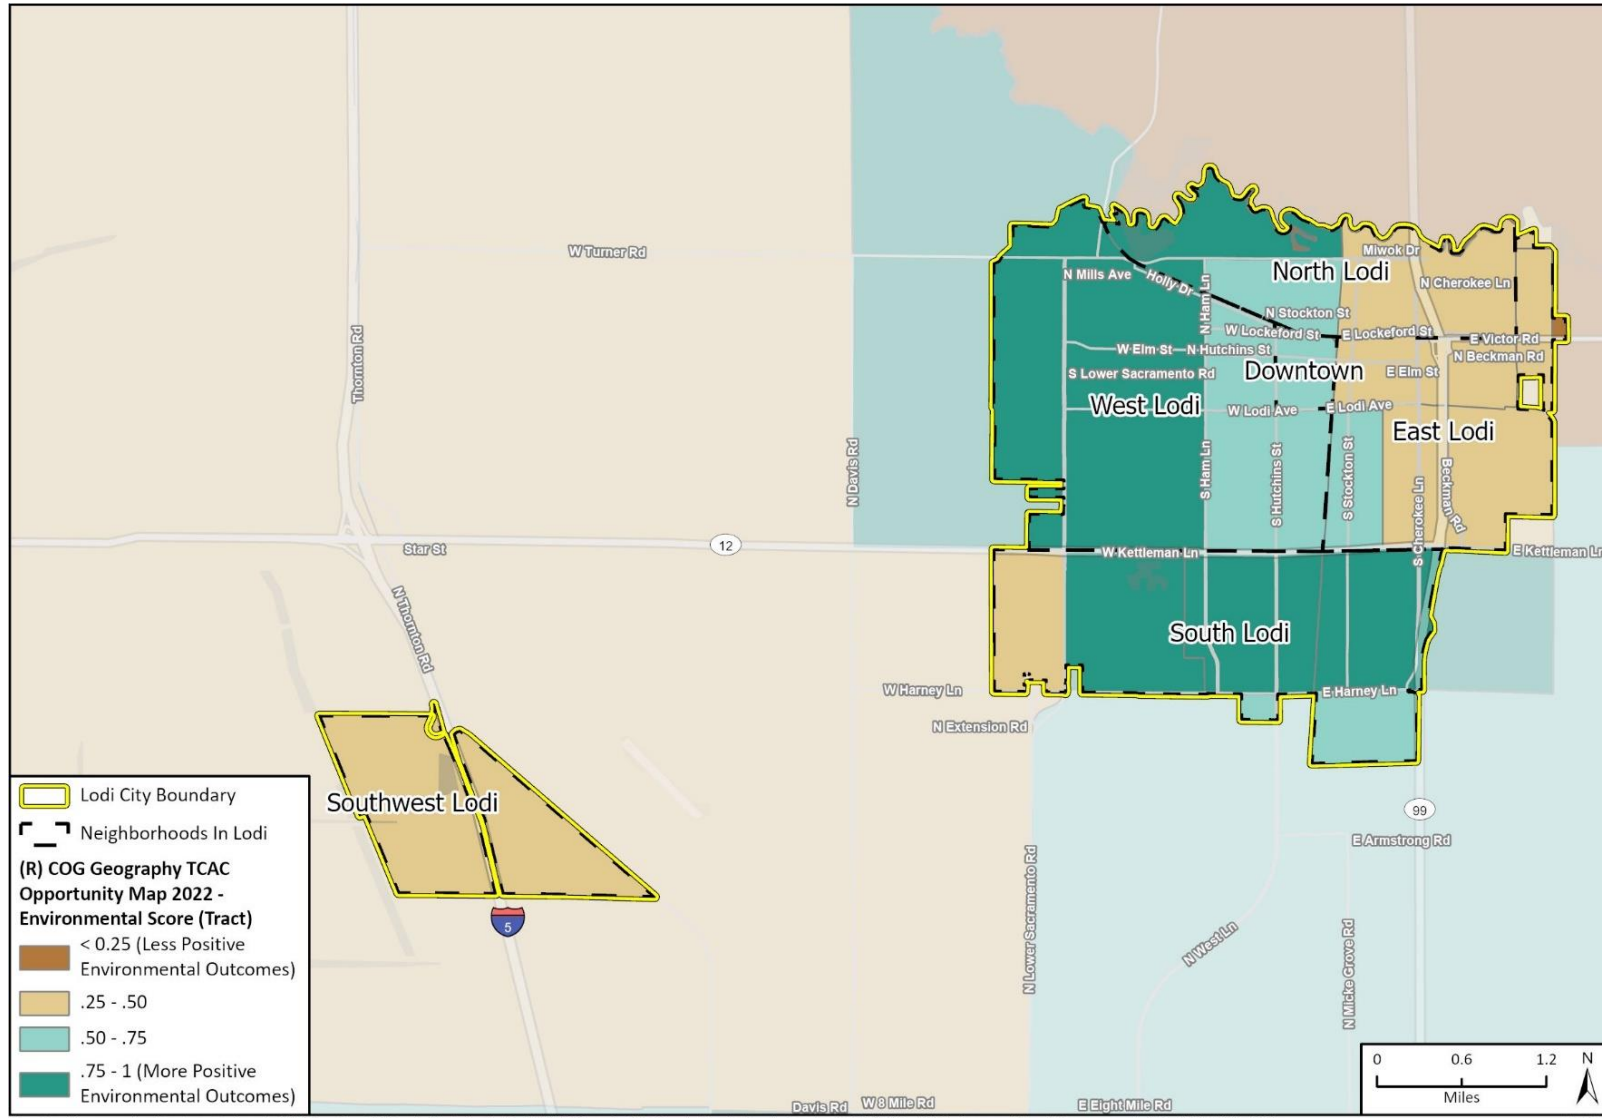 W Turner Rd
Miwok Dr
North Lodi
N Mills Ave
Holly Dr
N Ham Ln
N Cherokee Ln
N Stockton St
W Lockeford St
E Lockeford St
E Victor Rd
Thornton Rd
W Elm St
N Hutchins St
N Beckman Rd
S Lower Sacramento Rd
Downtown
E Elm St
West Lodi
W Lodi Ave
E Lodi Ave
East Lodi
N Davis Rd
S Ham Ln
S Hutchins St
S Stockton St
S Cherokee Ln
Beckman Rd
12
Star St
W Kettleman Ln
E Kettleman Ln
N Thornton Rd
South Lodi
W Harney Ln
E Harney Ln
N Extension Rd
Southwest Lodi
99
E Armstrong Rd
N Lower Sacramento Rd
N West Ln
N Micke Grove Rd
5
Davis Rd
W 8 Mile Rd
E Eight Mile Rd
Lodi City Boundary
Neighborhoods In Lodi
(R) COG Geography TCAC
Opportunity Map 2022 -
Environmental Score (Tract)
< 0.25 (Less Positive
Environmental Outcomes)
.25 - .50
.50 - .75
.75 - 1 (More Positive
Environmental Outcomes)
0 0.6 1.2
Miles
N